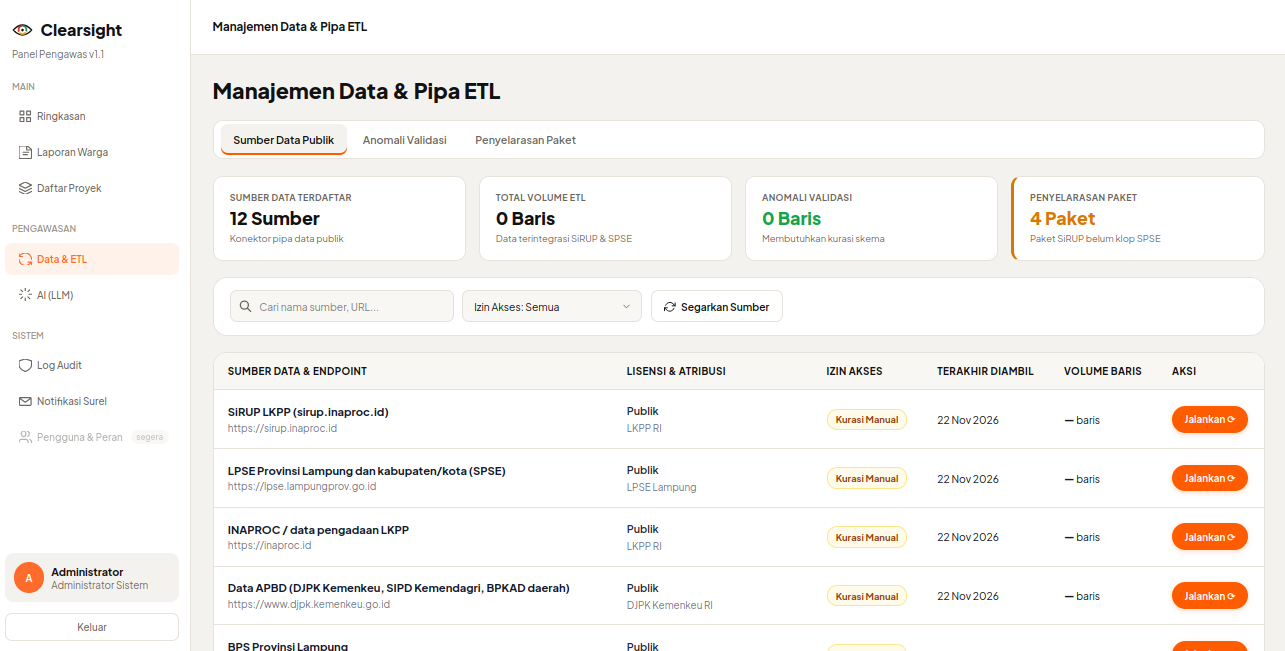 Clearsight
Panel Pengawas v1.1
MAIN
Ringkasan
Laporan Warga
Daftar Proyek
PENGAWASAN
Data & ETL
AI (LLM)
SISTEM
Log Audit
Notifikasi Surel
Pengguna & Peran segera
A
Administrator
Administrator Sistem
Keluar
Manajemen Data & Pipa ETL
Manajemen Data & Pipa ETL
Sumber Data Publik Anomali Validasi Penyelarasan Paket
SUMBER DATA TERDAFTAR
12 Sumber
Konektor pipa data publik
TOTAL VOLUME ETL
0 Baris
Data terintegrasi SiRUP & SPSE
ANOMALI VALIDASI
0 Baris
Membutuhkan kurasi skema
PENYELARASAN PAKET
4 Paket
Paket SiRUP belum klop SPSE
Cari nama sumber, URL... Izin Akses: Semua Segarkan Sumber
SUMBER DATA & ENDPOINT LISENSI & ATRIBUSI IZIN AKSES TERAKHIR DIAMBIL VOLUME BARIS AKSI
SiRUP LKPP (sirup.inaproc.id) Publik
https://sirup.inaproc.id LKPP RI Kurasi Manual 22 Nov 2026 — baris Jalankan ⟳
LPSE Provinsi Lampung dan kabupaten/kota (SPSE) Publik
https://lpse.lampungprov.go.id LPSE Lampung Kurasi Manual 22 Nov 2026 — baris Jalankan ⟳
INAPROC / data pengadaan LKPP Publik
https://inaproc.id LKPP RI Kurasi Manual 22 Nov 2026 — baris Jalankan ⟳
Data APBD (DJPK Kemenkeu, SIPD Kemendagri, BPKAD daerah) Publik
https://www.djpk.kemenkeu.go.id DJPK Kemenkeu RI Kurasi Manual 22 Nov 2026 — baris Jalankan ⟳
BPS Provinsi Lampung Publik